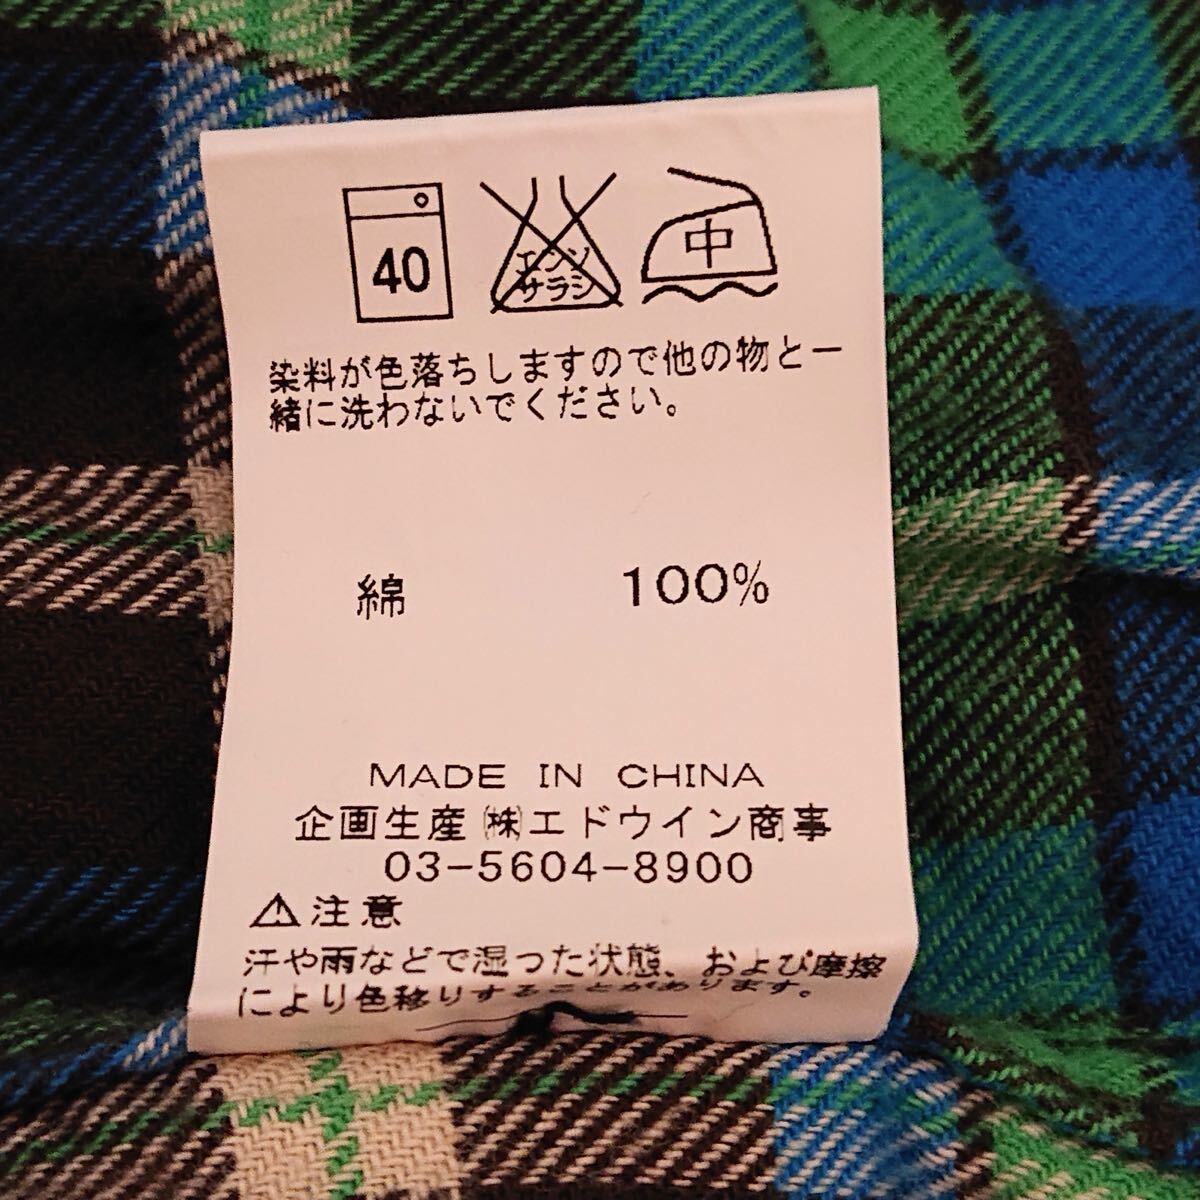 40
エンソ
サラシ
中
染料が色落ちしますので他の物と一
緒に洗わないでください。
綿 100%
MADE IN CHINA
企画生産 ㈱エドウイン商事
03-5604-8900
⚠注意
汗や雨などで湿った状態、および摩擦
により色移りすることがあります。